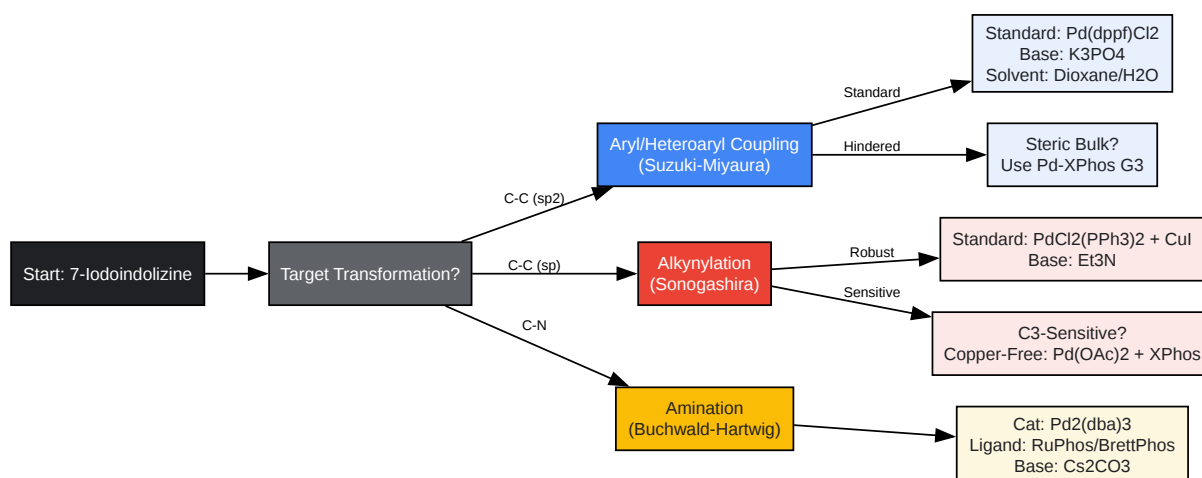 Start: 7-Iodoindolizine
Target Transformation?
C-C (sp2)
C-C (sp)
C-N
Aryl/Heteroaryl Coupling
(Suzuki-Miyaura)
Standard
Hindered
Standard: Pd(dppf)Cl2
Base: K3PO4
Solvent: Dioxane/H2O
Steric Bulk?
Use Pd-XPhos G3
Alkynylation
(Sonogashira)
Robust
Sensitive
Standard: PdCl2(PPh3)2 + CuI
Base: Et3N
C3-Sensitive?
Copper-Free: Pd(OAc)2 + XPhos
Amination
(Buchwald-Hartwig)
Cat: Pd2(dba)3
Ligand: RuPhos/BrettPhos
Base: Cs2CO3